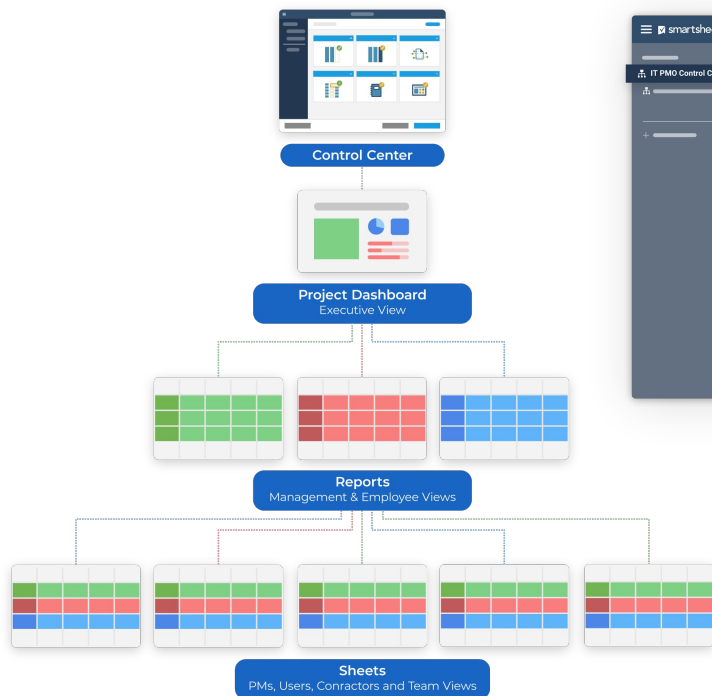 Control Center
smartshe
IT PMO Control C
Project Dashboard
Executive View
Reports
Management & Employee Views
Sheets
PMs, Users, Conractors and Team Views